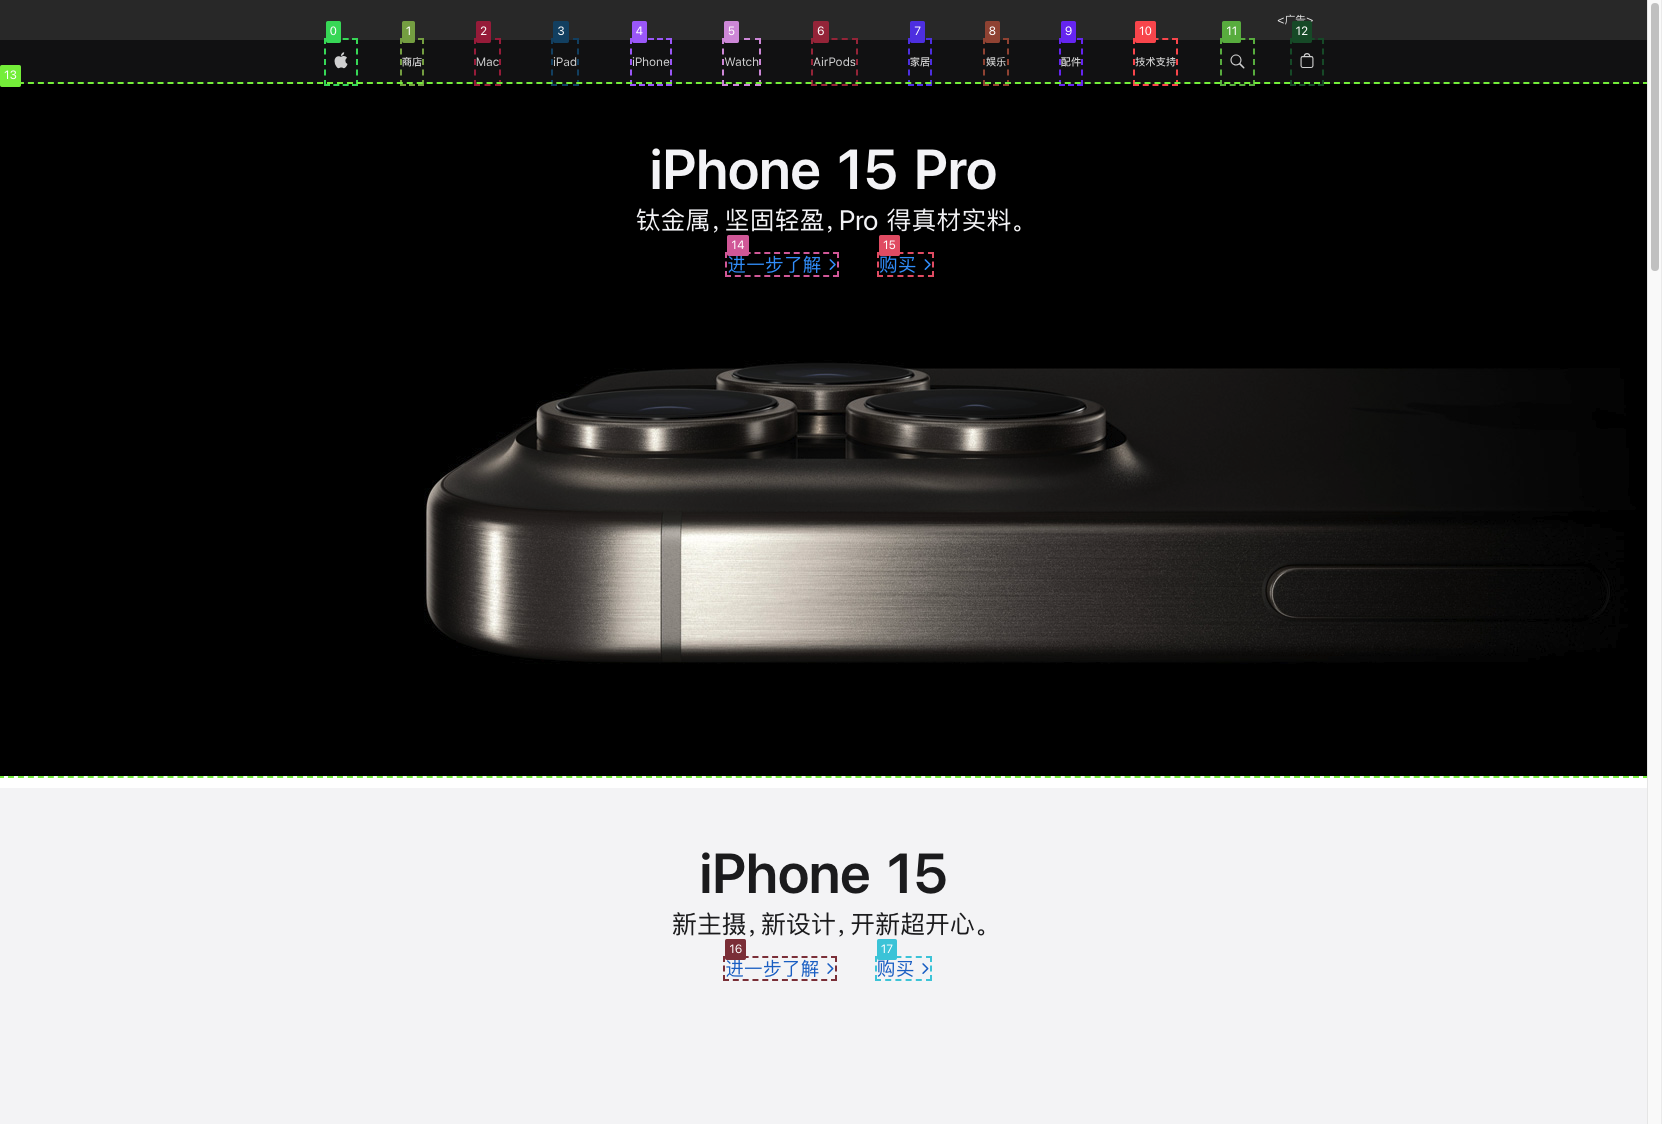 <广告>
0 1 2 3 4 5 6 7 8 9 10 11 12
商店 Mac iPad iPhone Watch AirPods 家居 娱乐 配件 技术支持
13
iPhone 15 Pro
钛金属，坚固轻盈，Pro 得真材实料。
14 15
进一步了解 > 购买 >
iPhone 15
新主摄，新设计，开新超开心。
16 17
进一步了解 > 购买 >